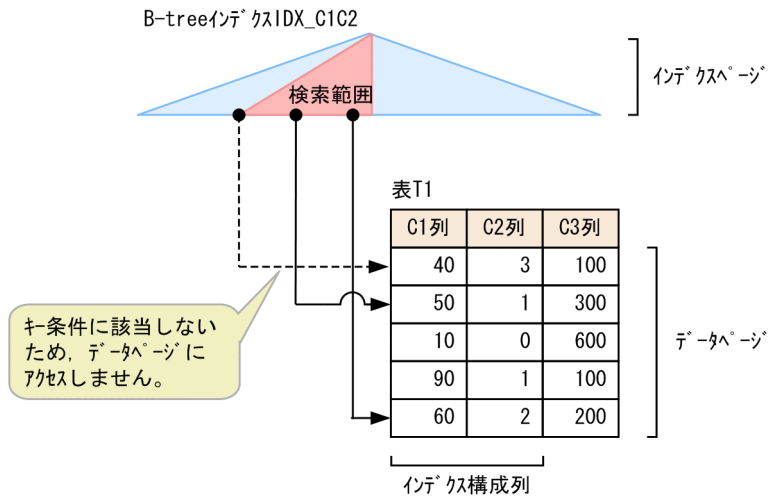 B-treeｲﾝﾃﾞｸｽIDX_C1C2
検索範囲
ｲﾝﾃﾞｸｽﾍﾟｰｼﾞ
表T1
C1列 C2列 C3列
40 3 100
50 1 300
10 0 600
90 1 100
60 2 200
キー条件に該当しない
ため，ﾃﾞｰﾀﾍﾟｰｼﾞに
ｱｸｾｽしません。
ﾃﾞｰﾀﾍﾟｰｼﾞ
ｲﾝﾃﾞｸｽ構成列